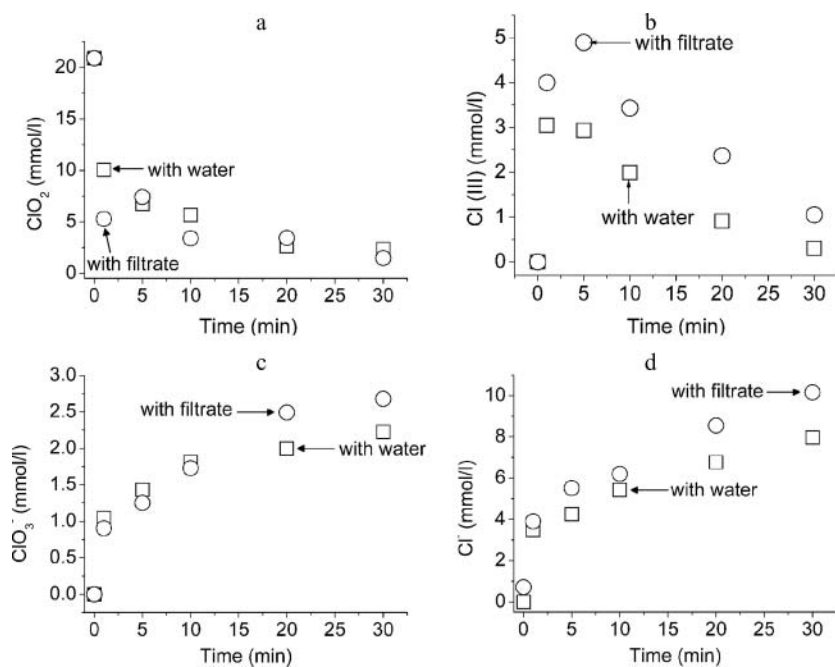 a
ClO2 (mmol/l)
20
15
10
5
0
with water
with filtrate
0 5 10 15 20 25 30
Time (min)
b
Cl (III) (mmol/l)
5
4
3
2
1
0
with filtrate
with water
0 5 10 15 20 25 30
Time (min)
c
ClO3- (mmol/l)
3.0
2.5
2.0
1.5
1.0
0.5
0.0
with filtrate
with water
0 5 10 15 20 25 30
Time (min)
d
Cl- (mmol/l)
10
8
6
4
2
0
with filtrate
with water
0 5 10 15 20 25 30
Time (min)